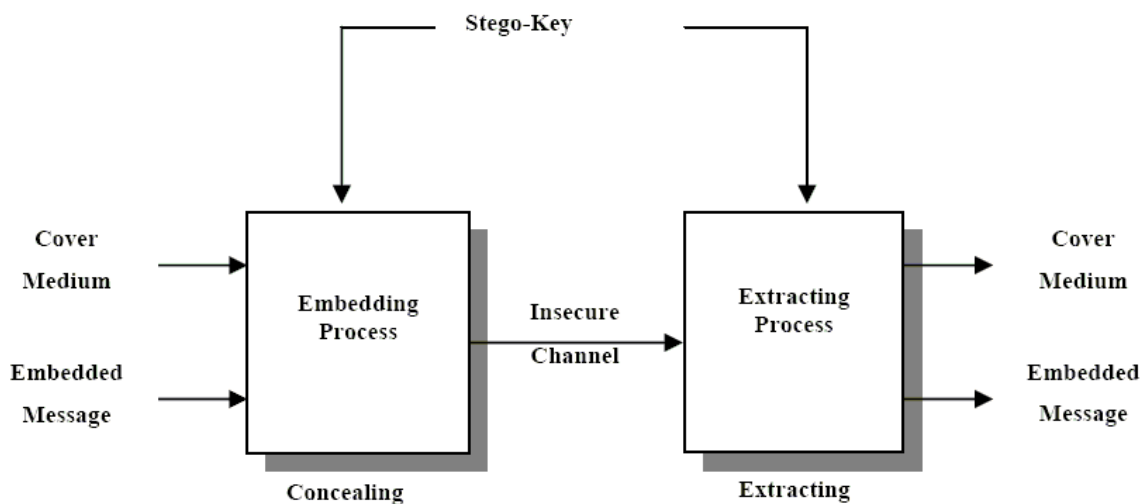 Stego-Key
Cover
Medium
Embedded
Message
Embedding
Process
Concealing
Insecure
Channel
Extracting
Process
Extracting
Cover
Medium
Embedded
Message